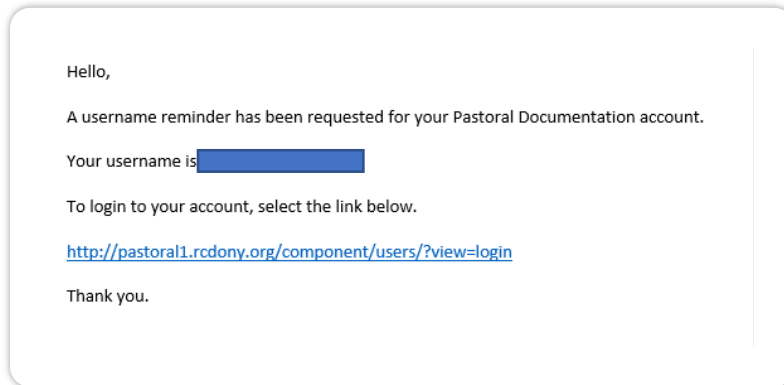 Hello,
A username reminder has been requested for your Pastoral Documentation account.
Your username is
To login to your account, select the link below.
http://pastoral1.rcdony.org/component/users/?view=login
Thank you.